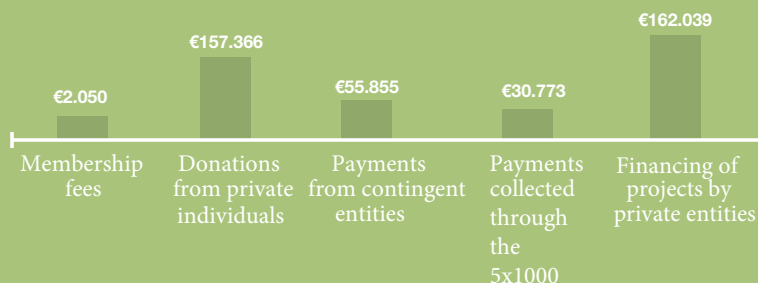 €2.050
€157.366
€55.855
€30.773
€162.039
Membership
fees
Donations
from private
individuals
Payments
from contingent
entities
Payments
collected
through
the
5x1000
Financing of
projects by
private entities